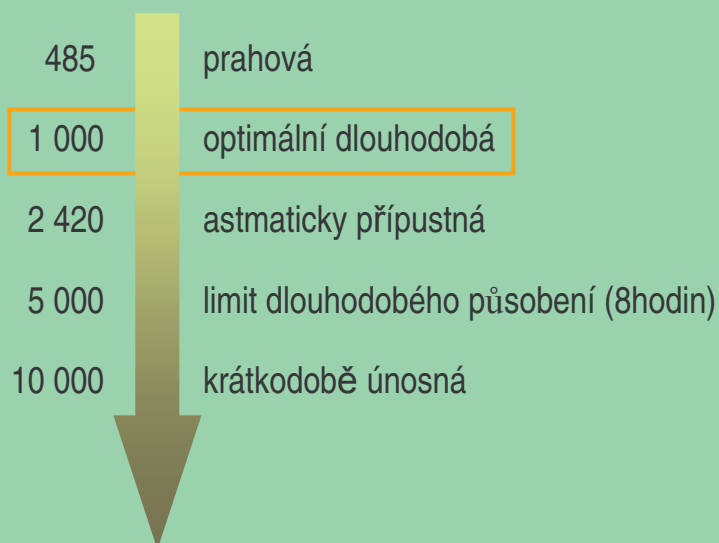 485 prahová
1 000 optimální dlouhodobá
2 420 astmaticky přípustná
5 000 limit dlouhodobého působení (8hodin)
10 000 krátkodobě únosná